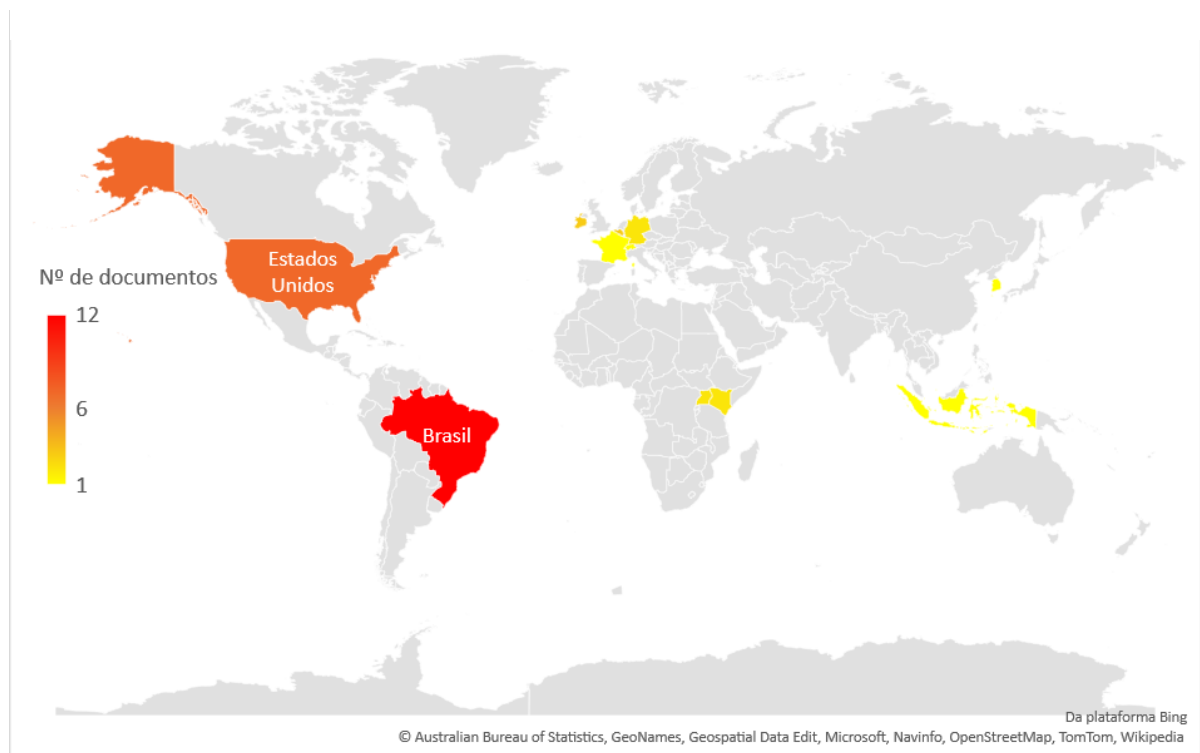 Estados
Unidos
Nº de documentos
12
6
1
Brasil
Da plataforma Bing
© Australian Bureau of Statistics, GeoNames, Geospatial Data Edit, Microsoft, Navinfo, OpenStreetMap, TomTom, Wikipedia